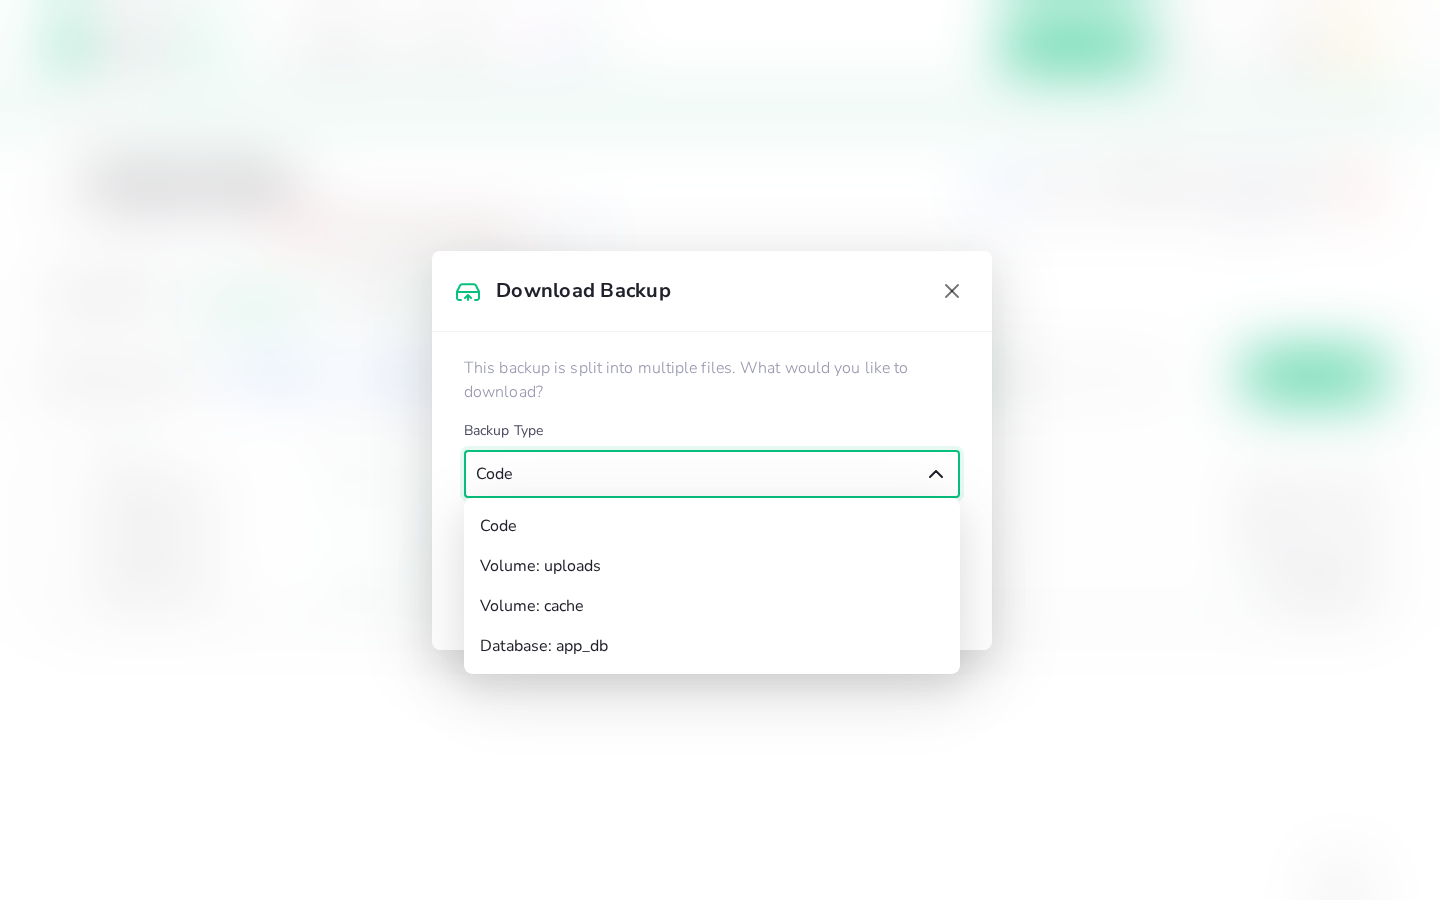 Download Backup
This backup is split into multiple files. What would you like to
download?
Backup Type
Code
Code
Volume: uploads
Volume: cache
Database: app_db